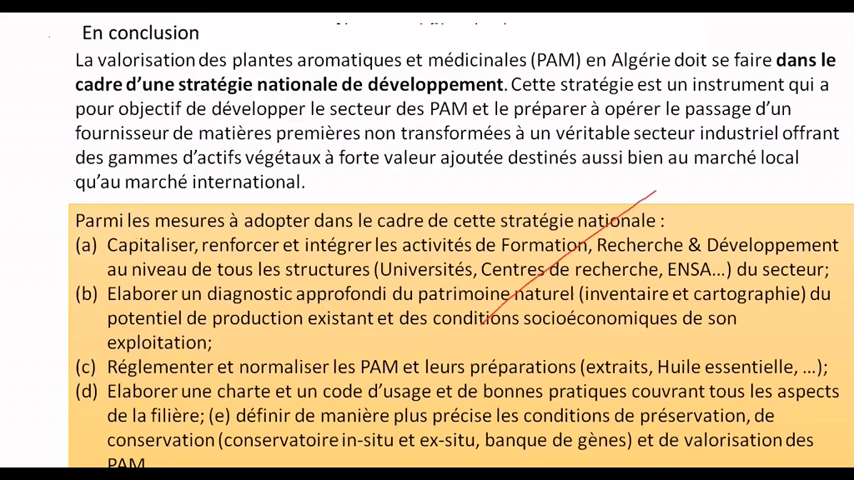 En conclusion
La valorisation des plantes aromatiques et médicinales (PAM) en Algérie doit se faire dans le
cadre d'une stratégie nationale de développement. Cette stratégie est un instrument qui a
pour objectif de développer le secteur des PAM et le préparer à opérer le passage d'un
fournisseur de matières premières non transformées à un véritable secteur industriel offrant
des gammes d'actifs végétaux à forte valeur ajoutée destinés aussi bien au marché local
qu'au marché international.
Parmi les mesures à adopter dans le cadre de cette stratégie nationale :
(a) Capitaliser, renforcer et intégrer les activités de Formation, Recherche & Développement
au niveau de tous les structures (Universités, Centres de recherche, ENSA…) du secteur;
(b) Elaborer un diagnostic approfondi du patrimoine naturel (inventaire et cartographie) du
potentiel de production existant et des conditions socioéconomiques de son
exploitation;
(c) Réglementer et normaliser les PAM et leurs préparations (extraits, Huile essentielle, …);
(d) Elaborer une charte et un code d'usage et de bonnes pratiques couvrant tous les aspects
de la filière; (e) définir de manière plus précise les conditions de préservation, de
conservation (conservatoire in-situ et ex-situ, banque de gènes) et de valorisation des
PAM